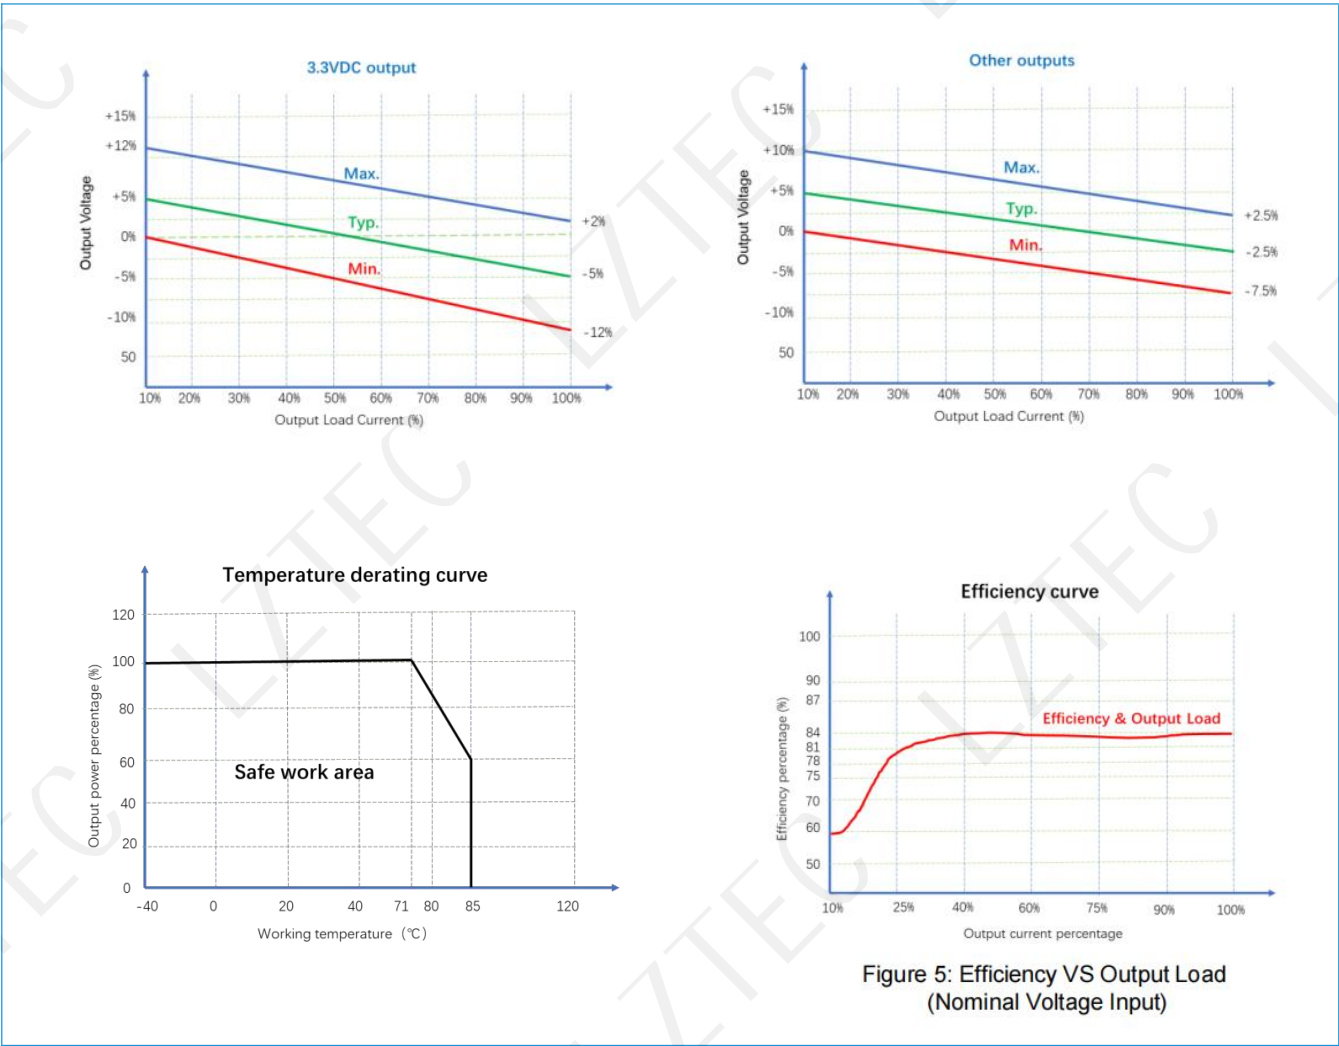 3.3VDC output
+15%
+12%
+5%
0%
-5%
-10%
50
Output Voltage
Max.
Typ.
Min.
+2%
-5%
-12%
10% 20% 30% 40% 50% 60% 70% 80% 90% 100%
Output Load Current (%)
Other outputs
+15%
+10%
+5%
0%
-5%
-10%
50
Output Voltage
Max.
Typ.
Min.
+2.5%
-2.5%
-7.5%
10% 20% 30% 40% 50% 60% 70% 80% 90% 100%
Output Load Current (%)
Temperature derating curve
120
100
80
60
40
20
0
Output power percentage (%)
Safe work area
-40 0 20 40 71 80 85 120
Working temperature（℃）
Efficiency curve
100
90
87
84
81
78
75
70
60
50
Efficiency percentage (%)
Efficiency & Output Load
10% 25% 40% 60% 75% 90% 100%
Output current percentage
Figure 5: Efficiency VS Output Load
(Nominal Voltage Input)
LZTEC
LZTEC
LZTEC
LZTEC